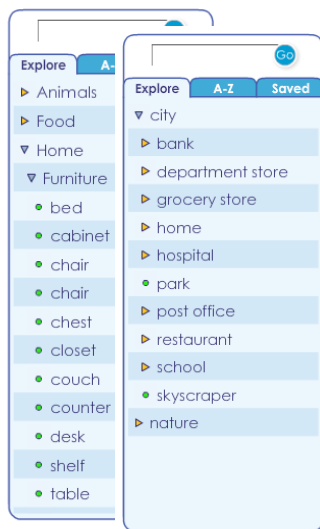 Explore A-
Animals
Food
Home
Furniture
bed
cabinet
chair
chair
chest
closet
couch
counter
desk
shelf
table
Go
Explore A-Z Saved
city
bank
department store
grocery store
home
hospital
park
post office
restaurant
school
skyscraper
nature